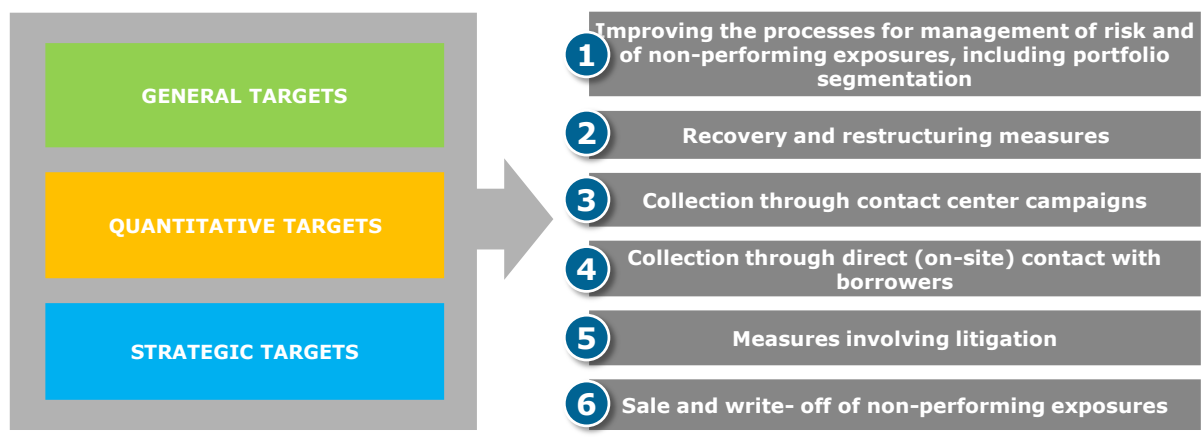 GENERAL TARGETS
QUANTITATIVE TARGETS
STRATEGIC TARGETS
1
Improving the processes for management of risk and
of non-performing exposures, including portfolio
segmentation
2
Recovery and restructuring measures
3
Collection through contact center campaigns
4
Collection through direct (on-site) contact with
borrowers
5
Measures involving litigation
6
Sale and write- off of non-performing exposures